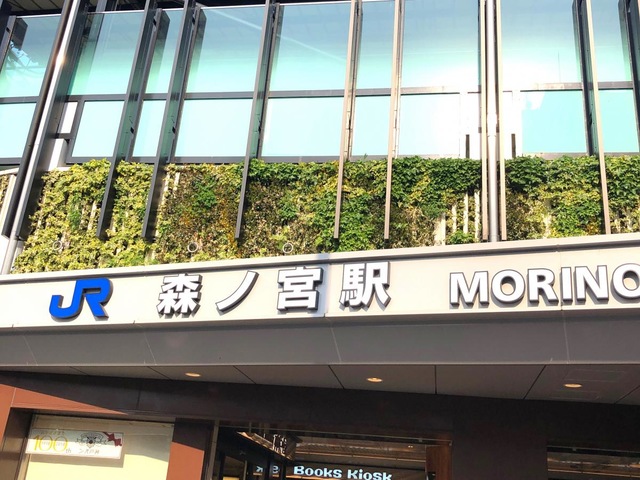 JR 森ノ宮駅 MORINO
Books Kiosk